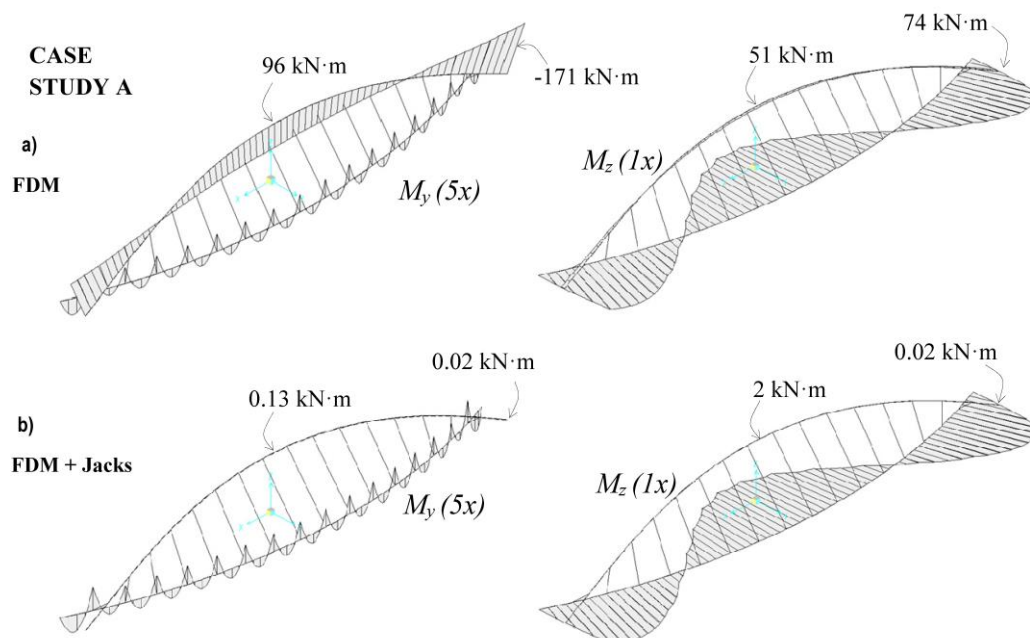 CASE
STUDY A
a)
FDM
96 kN·m
-171 kN·m
My (5x)
51 kN·m
74 kN·m
Mz (1x)
b)
FDM + Jacks
0.13 kN·m
0.02 kN·m
My (5x)
2 kN·m
0.02 kN·m
Mz (1x)